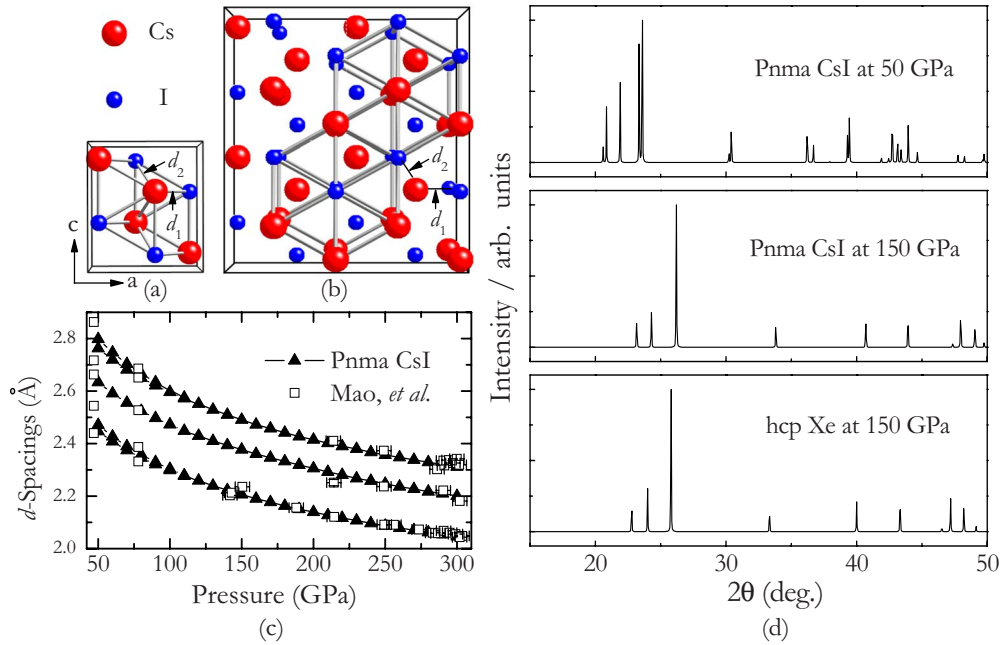 Cs
I
d2
d1
c
a
(a)
d2
d1
(b)
2.8
2.6
2.4
2.2
2.0
d-Spacings (Å)
50 100 150 200 250 300
Pressure (GPa)
Pnma CsI
Mao, et al.
(c)
Intensity / arb. units
Pnma CsI at 50 GPa
Pnma CsI at 150 GPa
hcp Xe at 150 GPa
20 30 40 50
2θ (deg.)
(d)